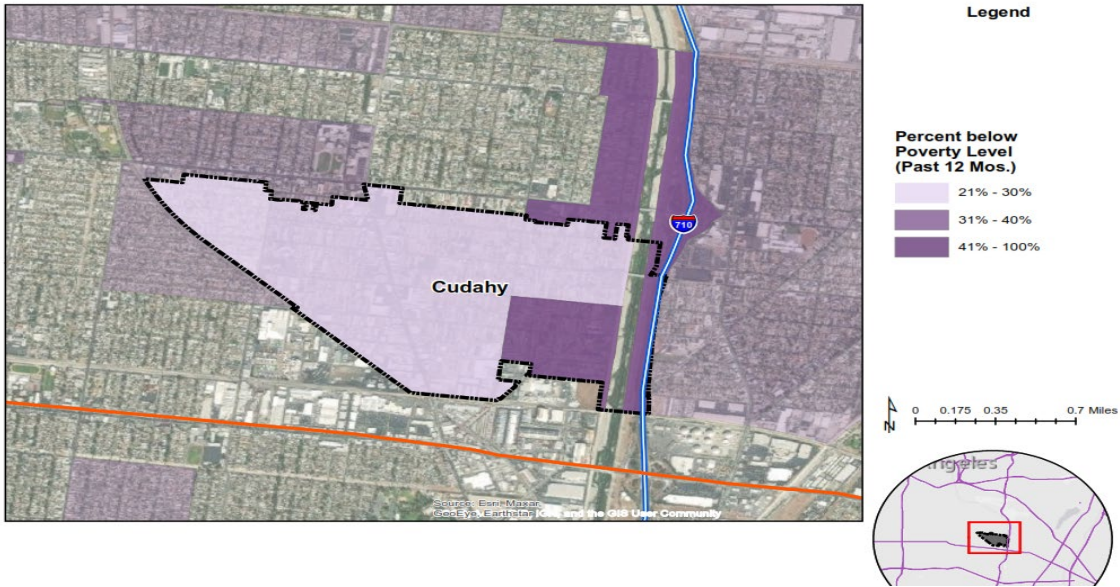 Legend
Percent below
Poverty Level
(Past 12 Mos.)
21% - 30%
31% - 40%
41% - 100%
710
Cudahy
N
0 0.175 0.35 0.7 Miles
Source: Esri, Maxar,
GeoEye, Earthstar and the GIS User Community
ngeles